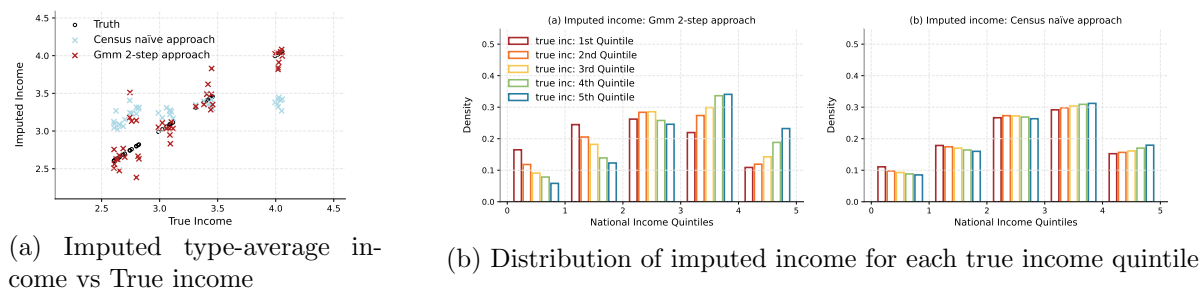 Truth
Census naïve approach
Gmm 2-step approach
Imputed Income
4.5
4.0
3.5
3.0
2.5
2.5 3.0 3.5 4.0 4.5
True Income
(a) Imputed type-average in-
come vs True income
(a) Imputed income: Gmm 2-step approach
true inc: 1st Quintile
true inc: 2nd Quintile
true inc: 3rd Quintile
true inc: 4th Quintile
true inc: 5th Quintile
Density
0.5
0.4
0.3
0.2
0.1
0.0
0 1 2 3 4 5
National Income Quintiles
(b) Imputed income: Census naïve approach
Density
0.5
0.4
0.3
0.2
0.1
0.0
0 1 2 3 4 5
National Income Quintiles
(b) Distribution of imputed income for each true income quintile